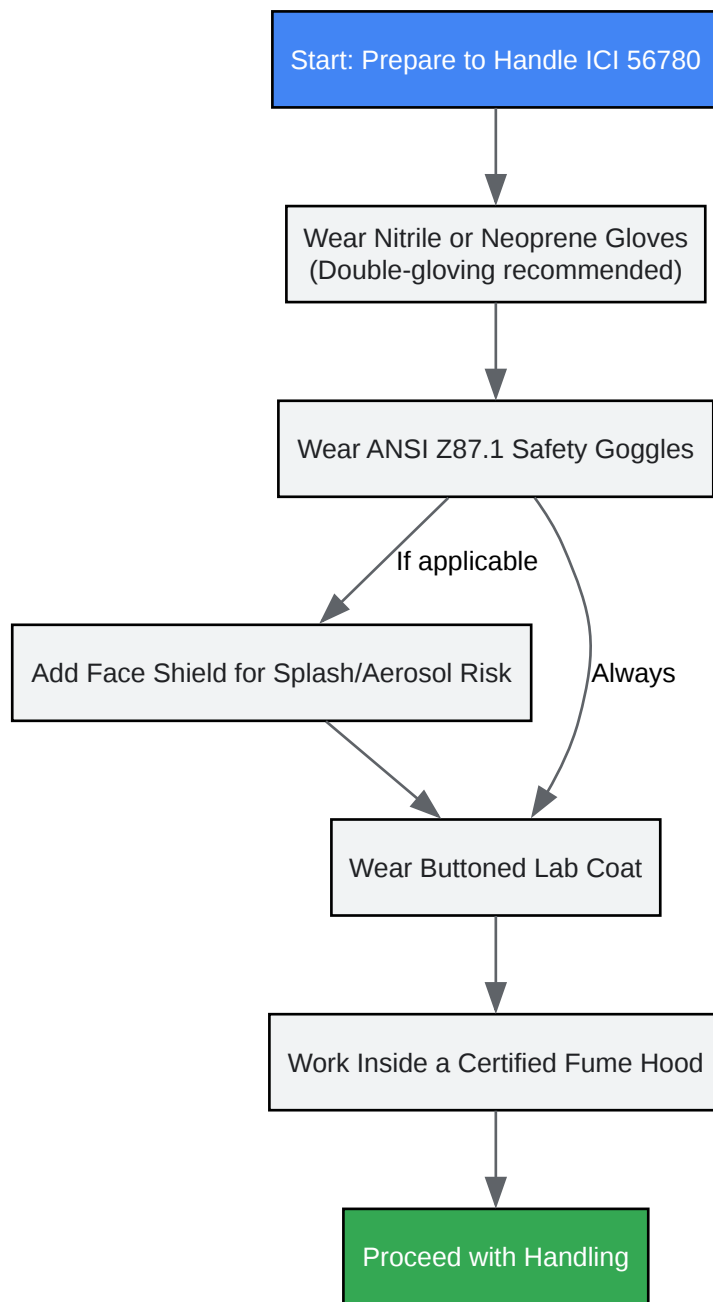 Start: Prepare to Handle ICI 56780
Wear Nitrile or Neoprene Gloves
(Double-gloving recommended)
Wear ANSI Z87.1 Safety Goggles
If applicable
Add Face Shield for Splash/Aerosol Risk
Always
Wear Buttoned Lab Coat
Work Inside a Certified Fume Hood
Proceed with Handling